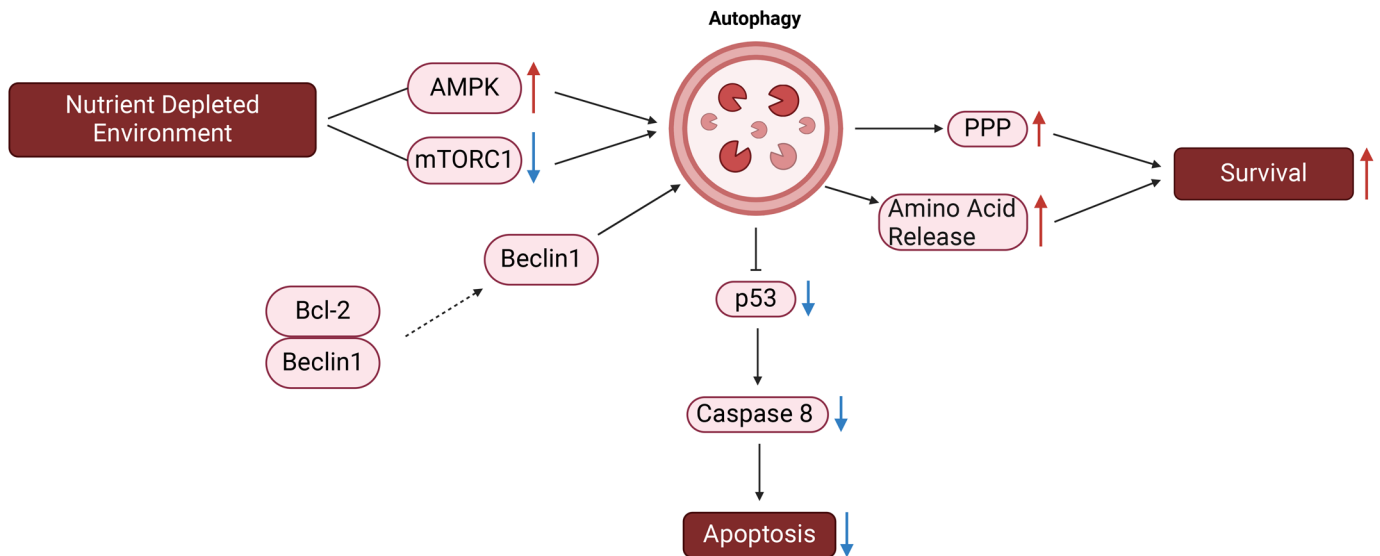 Autophagy
Nutrient Depleted
Environment
AMPK
mTORC1
PPP
Survival
Amino Acid
Release
Beclin1
Bcl-2
Beclin1
p53
Caspase 8
Apoptosis